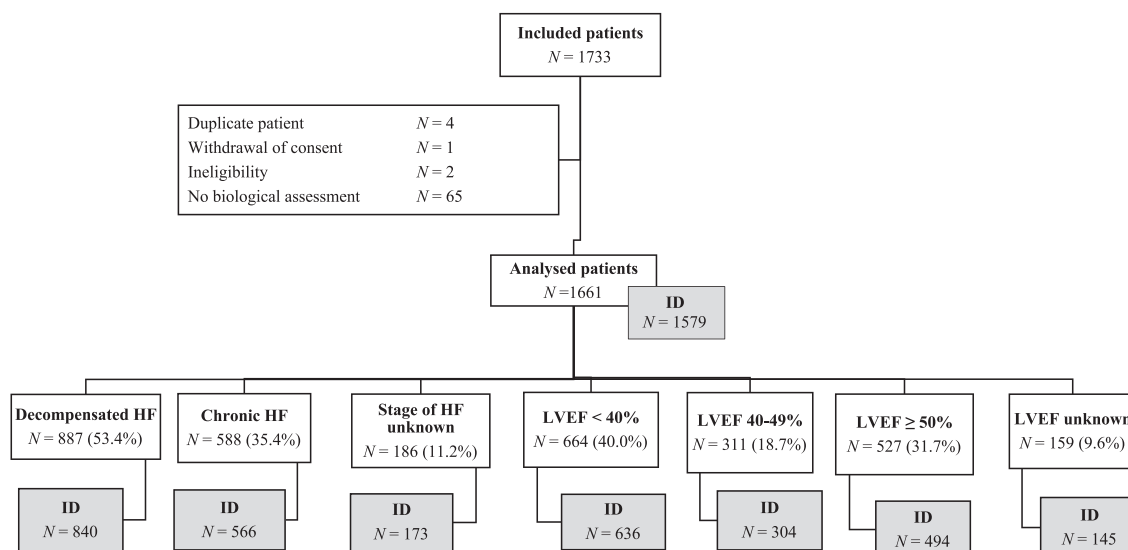 Included patients
N = 1733
Duplicate patient N = 4
Withdrawal of consent N = 1
Ineligibility N = 2
No biological assessment N = 65
Analysed patients
N =1661
ID
N = 1579
Decompensated HF
N = 887 (53.4%)
ID
N = 840
Chronic HF
N = 588 (35.4%)
ID
N = 566
Stage of HF
unknown
N = 186 (11.2%)
ID
N = 173
LVEF < 40%
N = 664 (40.0%)
ID
N = 636
LVEF 40-49%
N = 311 (18.7%)
ID
N = 304
LVEF ≥ 50%
N = 527 (31.7%)
ID
N = 494
LVEF unknown
N = 159 (9.6%)
ID
N = 145